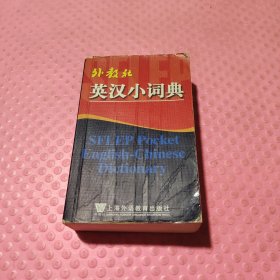 SFLEP
外教社
英汉小词典
SFLEP Pocket
English-Chinese
Dictionary
上海外语教育出版社